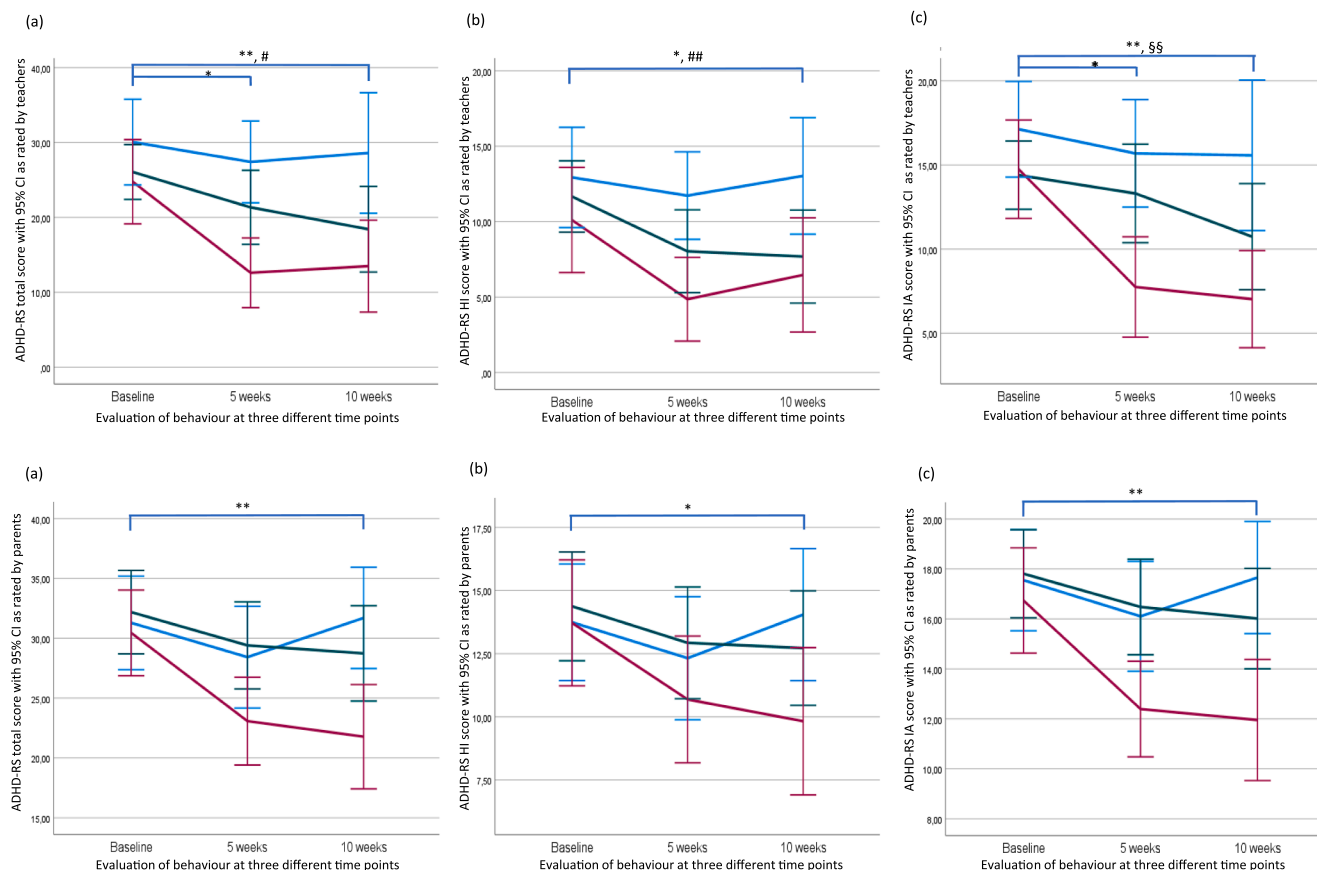 (a)
(b)
(c)
ADHD-RS total score with 95% CI as rated by teachers
**, #
*
40,00
30,00
20,00
10,00
,00
Baseline 5 weeks 10 weeks
Evaluation of behaviour at three different time points
ADHD-RS HI score with 95% CI as rated by teachers
*, ##
20,00
15,00
10,00
5,00
,00
Baseline 5 weeks 10 weeks
Evaluation of behaviour at three different time points
ADHD-RS IA score with 95% CI as rated by teachers
**, §§
*
20,00
15,00
10,00
5,00
Baseline 5 weeks 10 weeks
Evaluation of behaviour at three different time points
(a)
(b)
(c)
ADHD-RS total score with 95% CI as rated by parents
**
40,00
35,00
30,00
25,00
20,00
15,00
Baseline 5 weeks 10 weeks
Evaluation of behaviour at three different time points
ADHD-RS HI score with 95% CI as rated by parents
*
17,50
15,00
12,50
10,00
7,50
Baseline 5 weeks 10 weeks
Evaluation of behaviour at three different time points
ADHD-RS IA score with 95% CI as rated by parents
**
20,00
18,00
16,00
14,00
12,00
10,00
8,00
Baseline 5 weeks 10 weeks
Evaluation of behaviour at three different time points